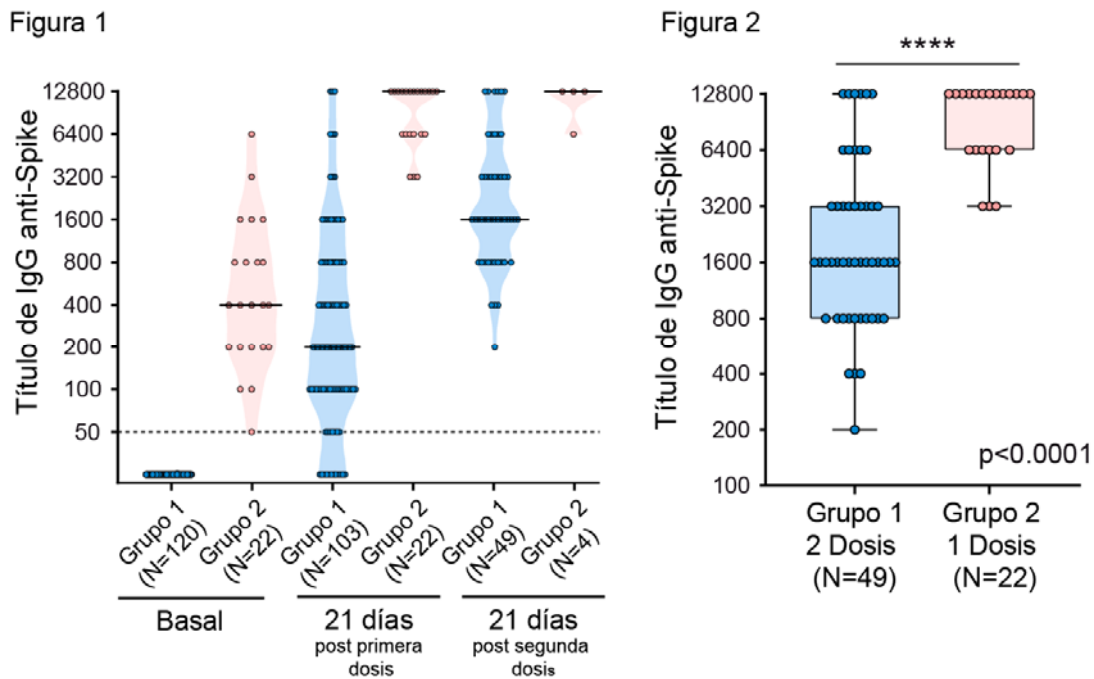 Figura 1
Título de IgG anti-Spike
12800
6400
3200
1600
800
400
200
100
50
Grupo 1
(N=120)
Grupo 2
(N=22)
Grupo 1
(N=103)
Grupo 2
(N=22)
Grupo 1
(N=49)
Grupo 2
(N=4)
Basal
21 días
post primera
dosis
21 días
post segunda
dosis
Figura 2
****
Título de IgG anti-Spike
12800
6400
3200
1600
800
400
200
100
p<0.0001
Grupo 1
2 Dosis
(N=49)
Grupo 2
1 Dosis
(N=22)